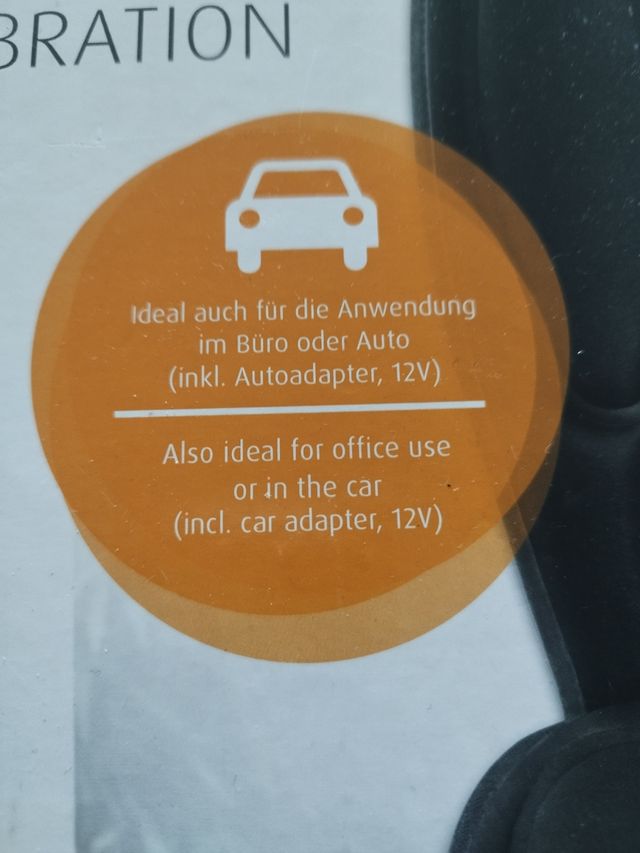 BRATION
Ideal auch für die Anwendung
im Büro oder Auto
(inkl. Autoadapter, 12V)
Also ideal for office use
or in the car
(incl. car adapter, 12V)